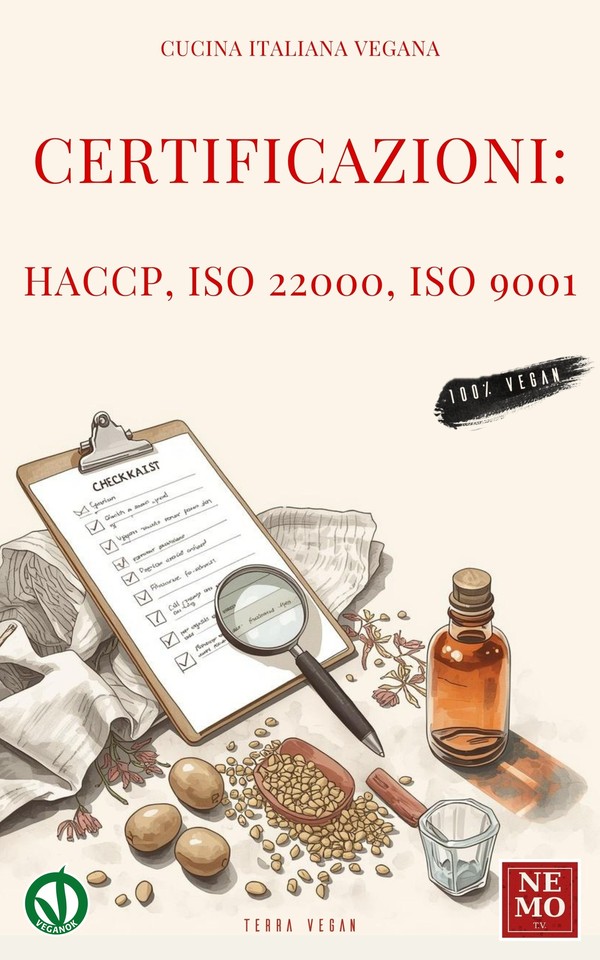 CUCINA ITALIANA VEGANA
CERTIFICAZIONI:
HACCP, ISO 22000, ISO 9001
100% VEGAN
CHECKKAIST
VEGANOK
TERRA VEGAN
NE
MO
T.V.